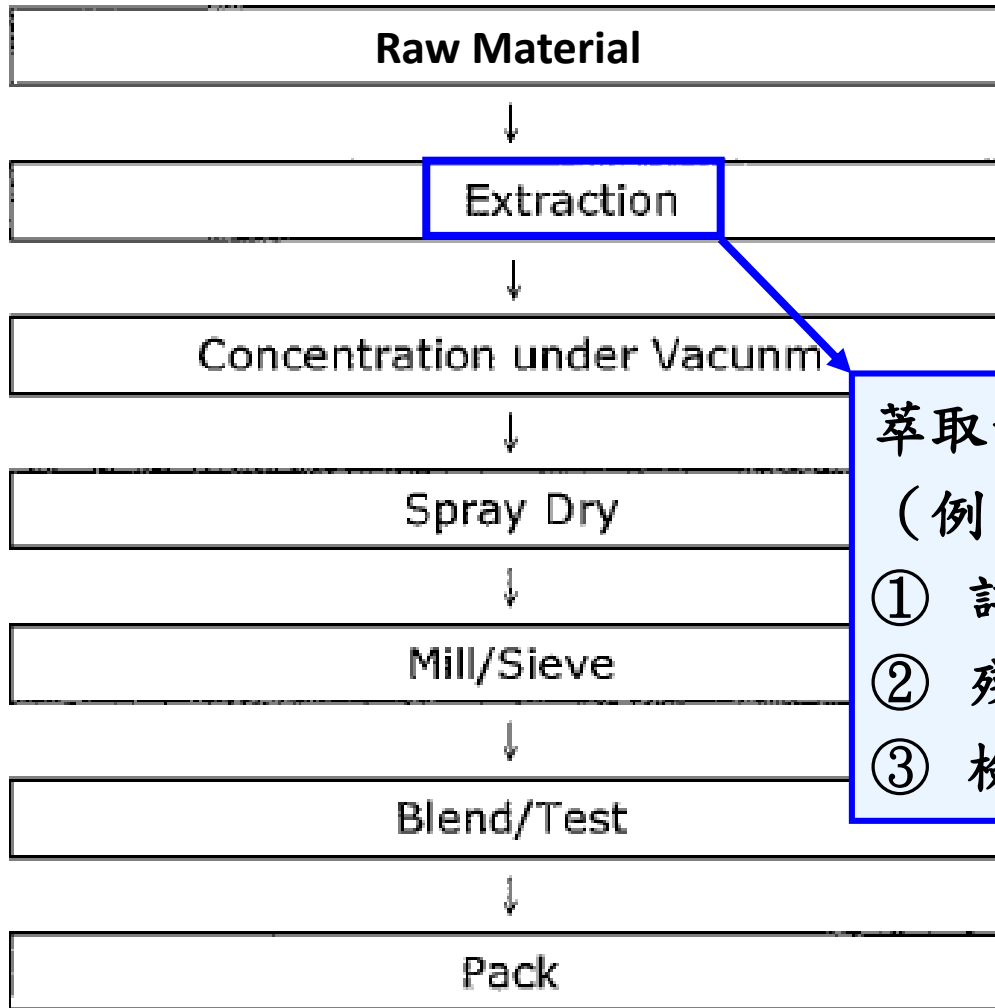 Raw Material
↓
Extraction
↓
Concentration under Vacunm
↓
Spray Dry
↓
Mill/Sieve
↓
Blend/Test
↓
Pack
萃取
（例
①
②
③